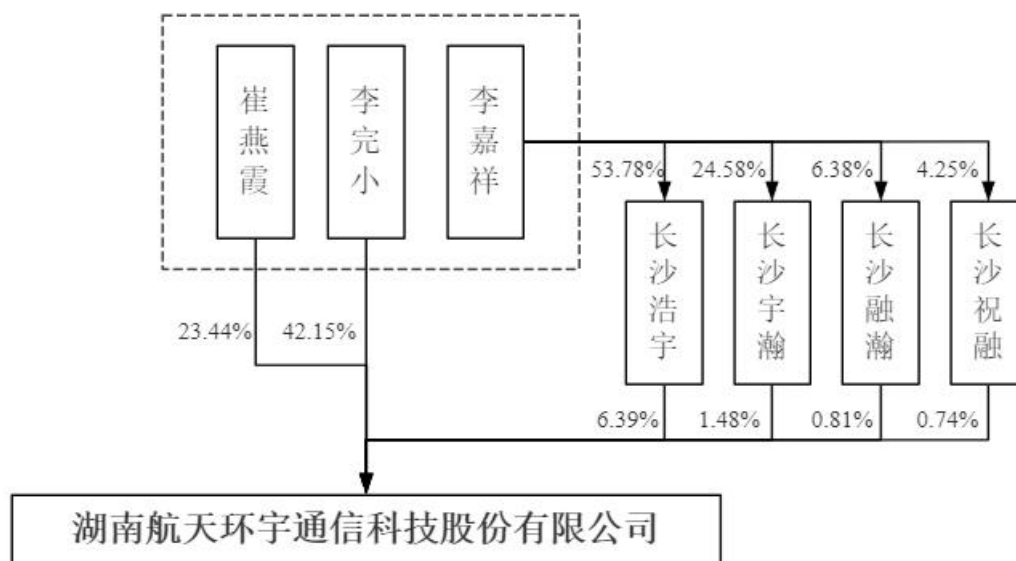 崔燕霞
李完小
李嘉祥
53.78%
24.58%
6.38%
4.25%
长沙浩宇
长沙宇瀚
长沙融瀚
长沙祝融
23.44%
42.15%
6.39%
1.48%
0.81%
0.74%
湖南航天环宇通信科技股份有限公司